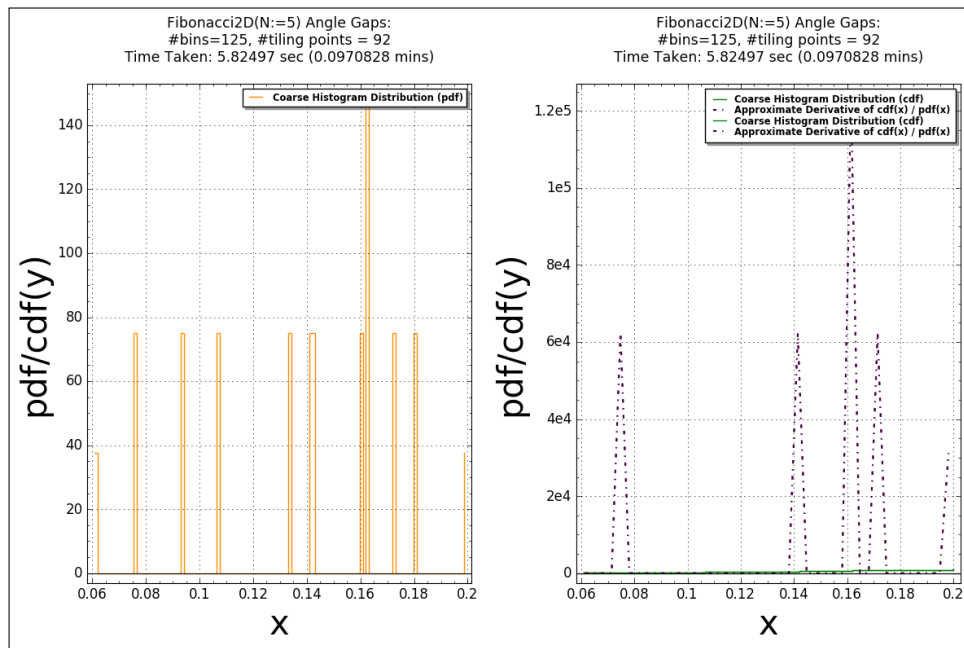 Fibonacci2D(N:=5) Angle Gaps:
#bins=125, #tiling points = 92
Time Taken: 5.82497 sec (0.0970828 mins)
Coarse Histogram Distribution (pdf)
140
120
100
80
60
40
20
0
pdf/cdf(y)
0.06
0.08
0.1
0.12
0.14
0.16
0.18
0.2
x
Fibonacci2D(N:=5) Angle Gaps:
#bins=125, #tiling points = 92
Time Taken: 5.82497 sec (0.0970828 mins)
Coarse Histogram Distribution (cdf)
Approximate Derivative of cdf(x) / pdf(x)
Coarse Histogram Distribution (cdf)
Approximate Derivative of cdf(x) / pdf(x)
1.2e5
1e5
8e4
6e4
4e4
2e4
0
pdf/cdf(y)
0.06
0.08
0.1
0.12
0.14
0.16
0.18
0.2
x